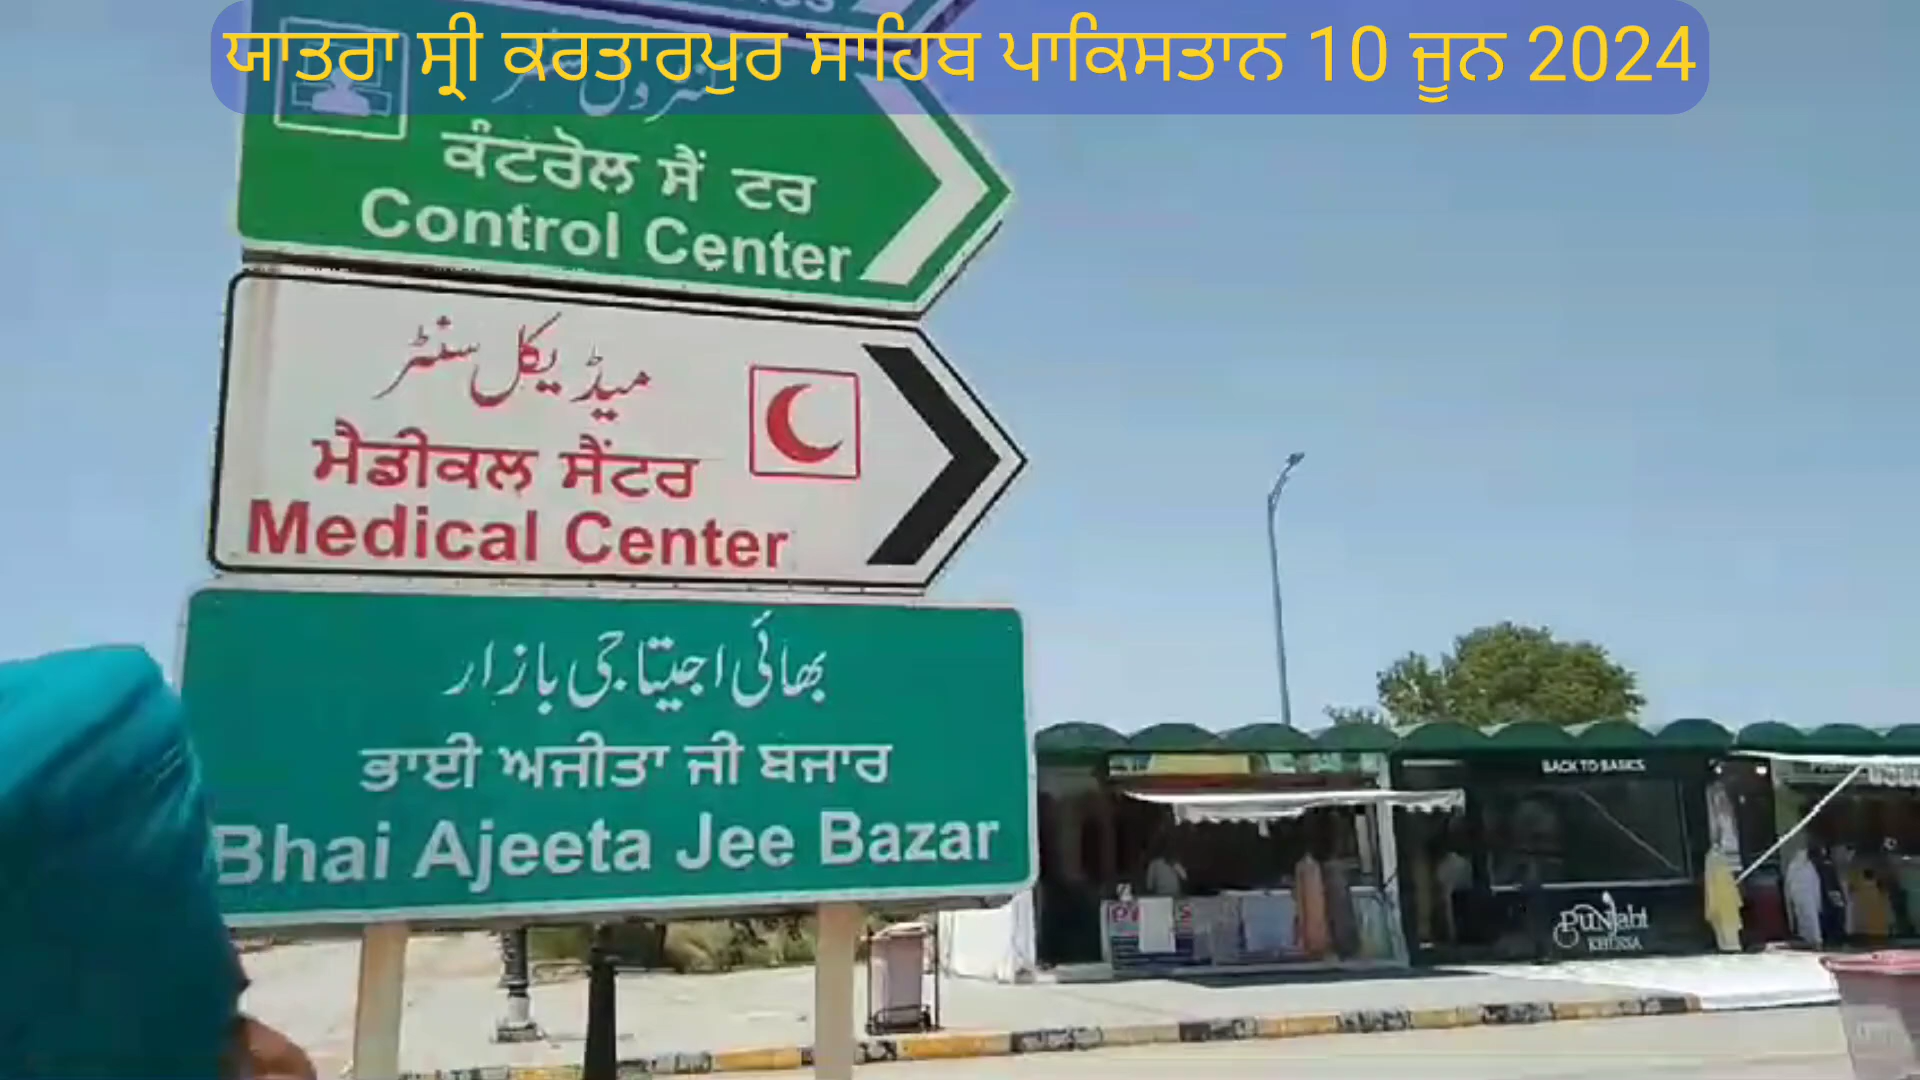 ਯਾਤਰਾ ਸ੍ਰੀ ਕਰਤਾਰਪੁਰ ਸਾਹਿਬ ਪਾਕਿਸਤਾਨ 10 ਜੂਨ 2024
ਕੰਟਰੋਲ ਸੈਂ ਟਰ
Control Center
میڈیکل سنٹر
ਮੈਡੀਕਲ ਸੈਂਟਰ
Medical Center
بھائی اجیتا جی بازار
ਭਾਈ ਅਜੀਤਾ ਜੀ ਬਜਾਰ
Bhai Ajeeta Jee Bazar
BACK TO BASICS
Punjabi
KHUSSA